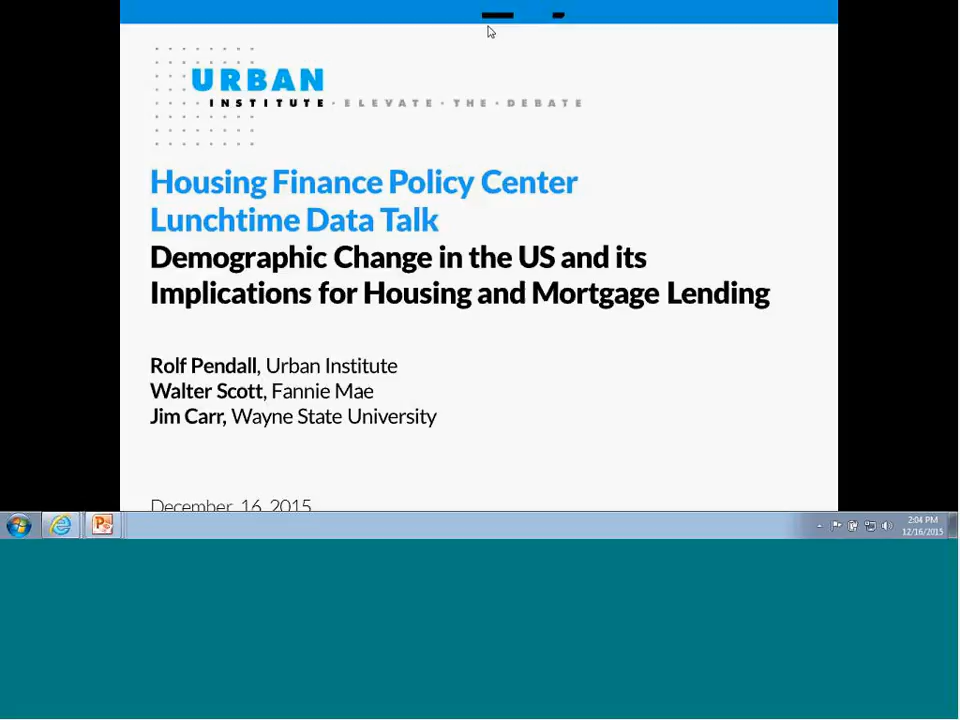 URBAN
INSTITUTE · ELEVATE · THE · DEBATE
Housing Finance Policy Center
Lunchtime Data Talk
Demographic Change in the US and its
Implications for Housing and Mortgage Lending
Rolf Pendall, Urban Institute
Walter Scott, Fannie Mae
Jim Carr, Wayne State University
December 16, 2015
2:04 PM
12/16/2015